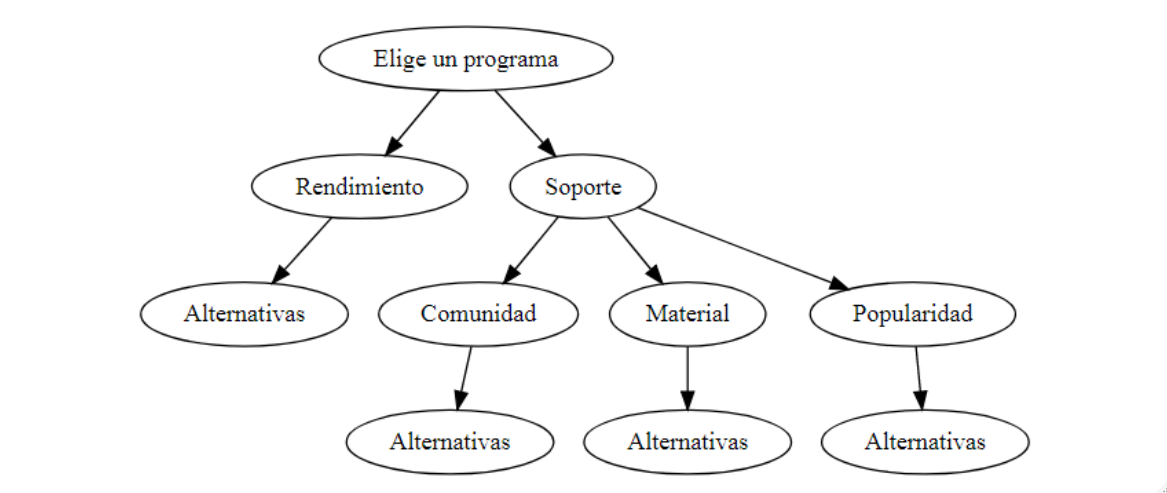 Elige un programa
Rendimiento
Soporte
Alternativas
Comunidad
Material
Popularidad
Alternativas
Alternativas
Alternativas